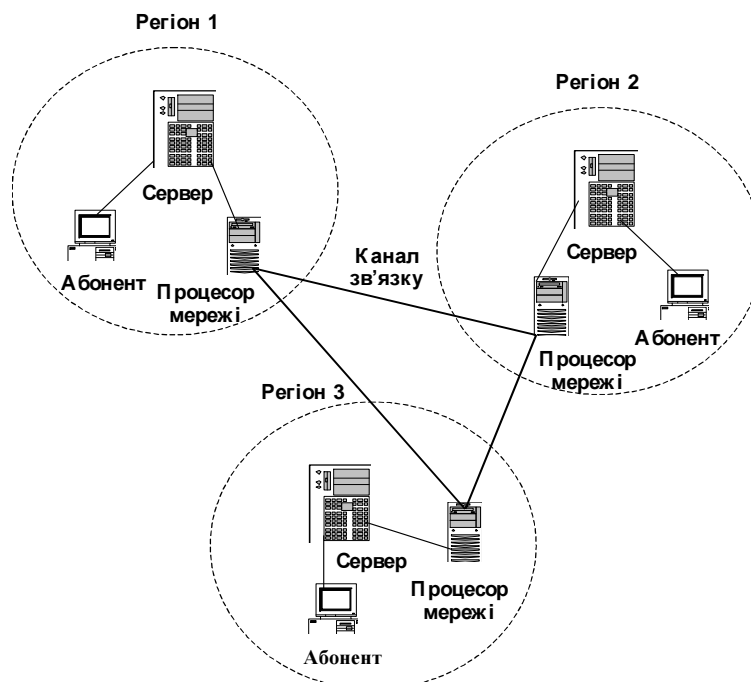 Регіон 1
Регіон 2
Сервер
Абонент
Процесор
мережі
Канал
зв’язку
Сервер
Абонент
Процесор
мережі
Регіон 3
Сервер
Процесор
мережі
Абонент